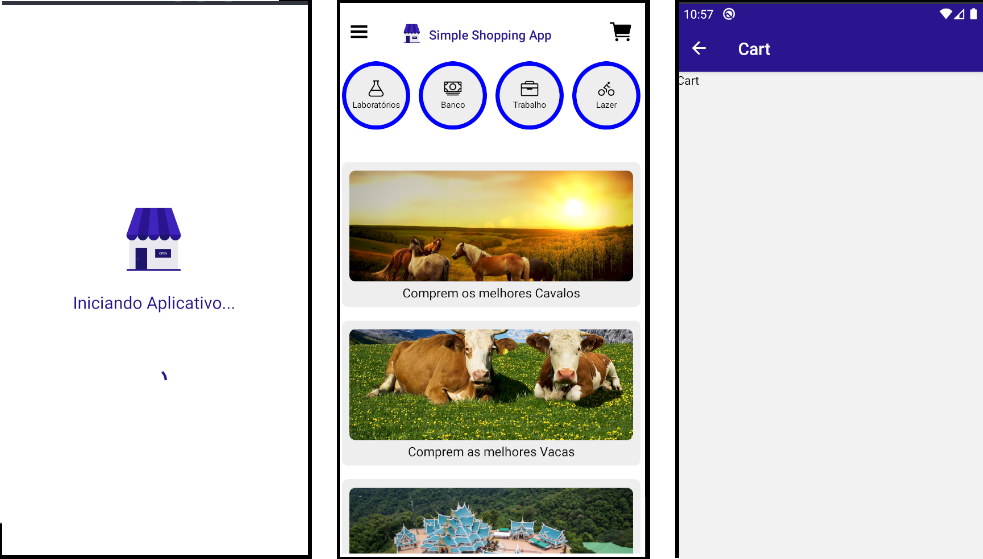 OPEN
Iniciando Aplicativo...
Simple Shopping App
Laboratórios
Banco
Trabalho
Lazer
Comprem os melhores Cavalos
Comprem as melhores Vacas
10:57
Cart
Cart